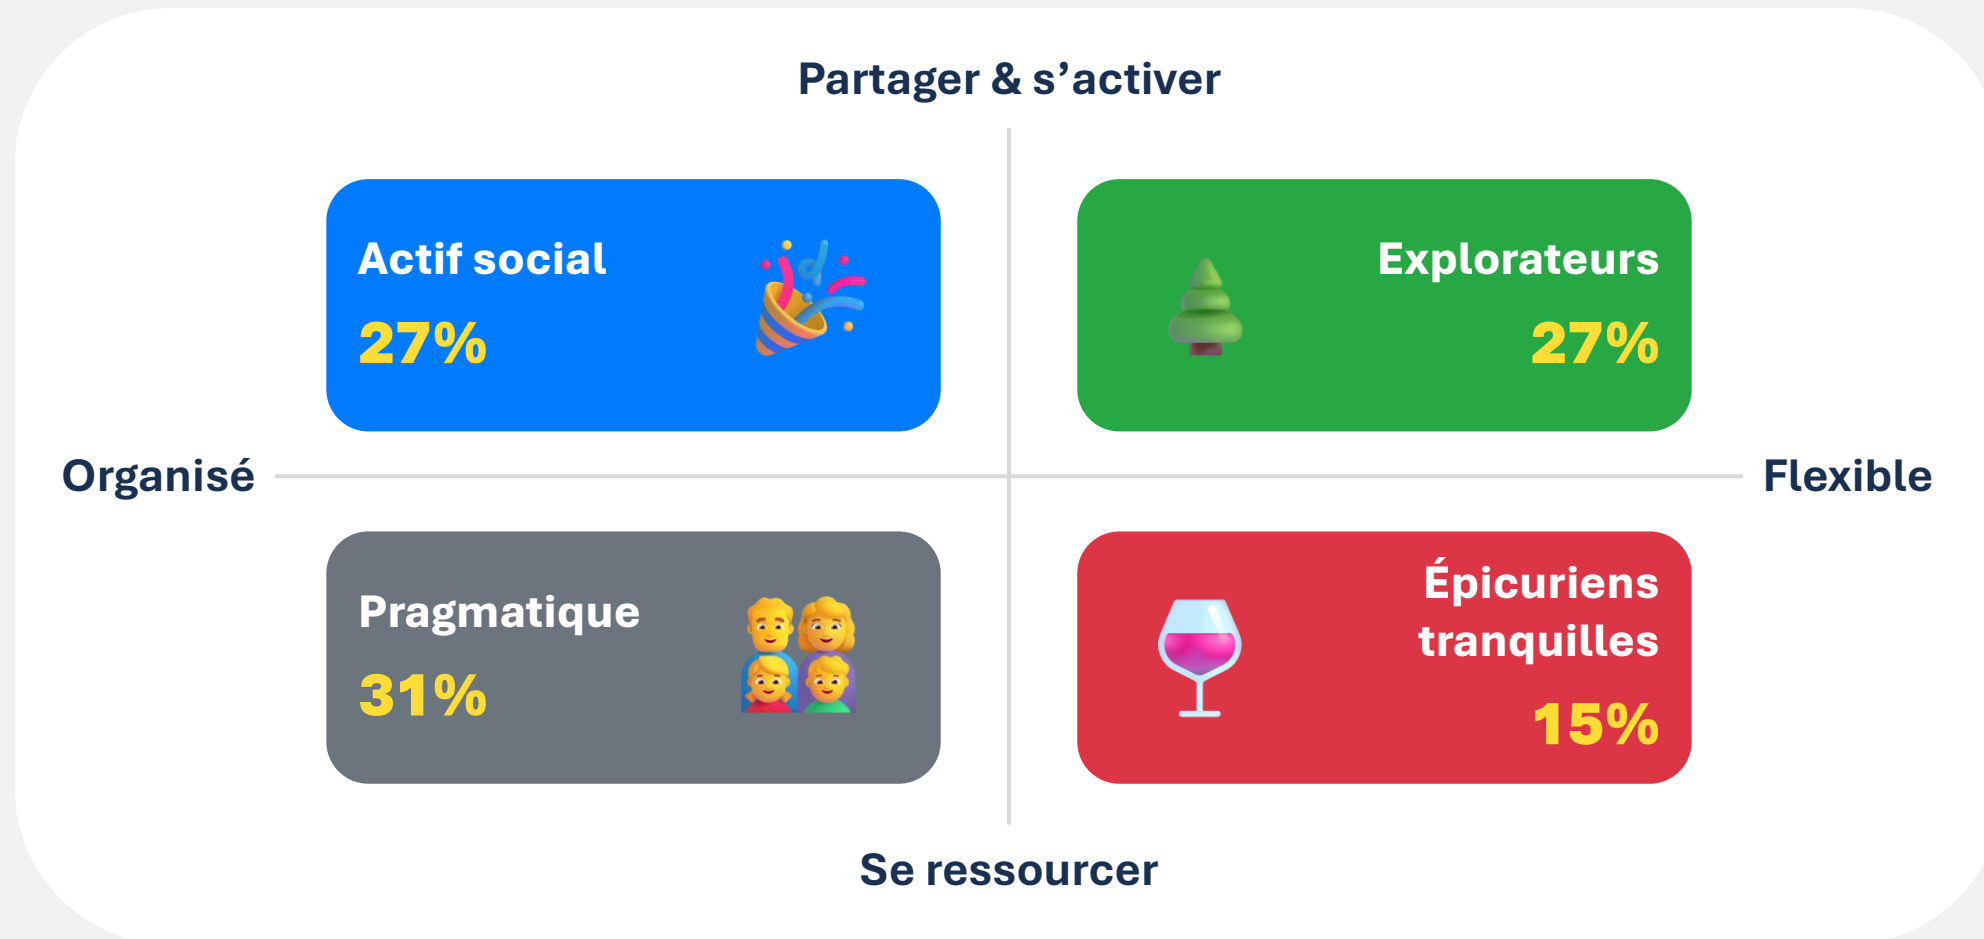 Partager & s’activer
Actif social
27%
Explorateurs
27%
Organisé
Flexible
Pragmatique
31%
Épicuriens
tranquilles
15%
Se ressourcer